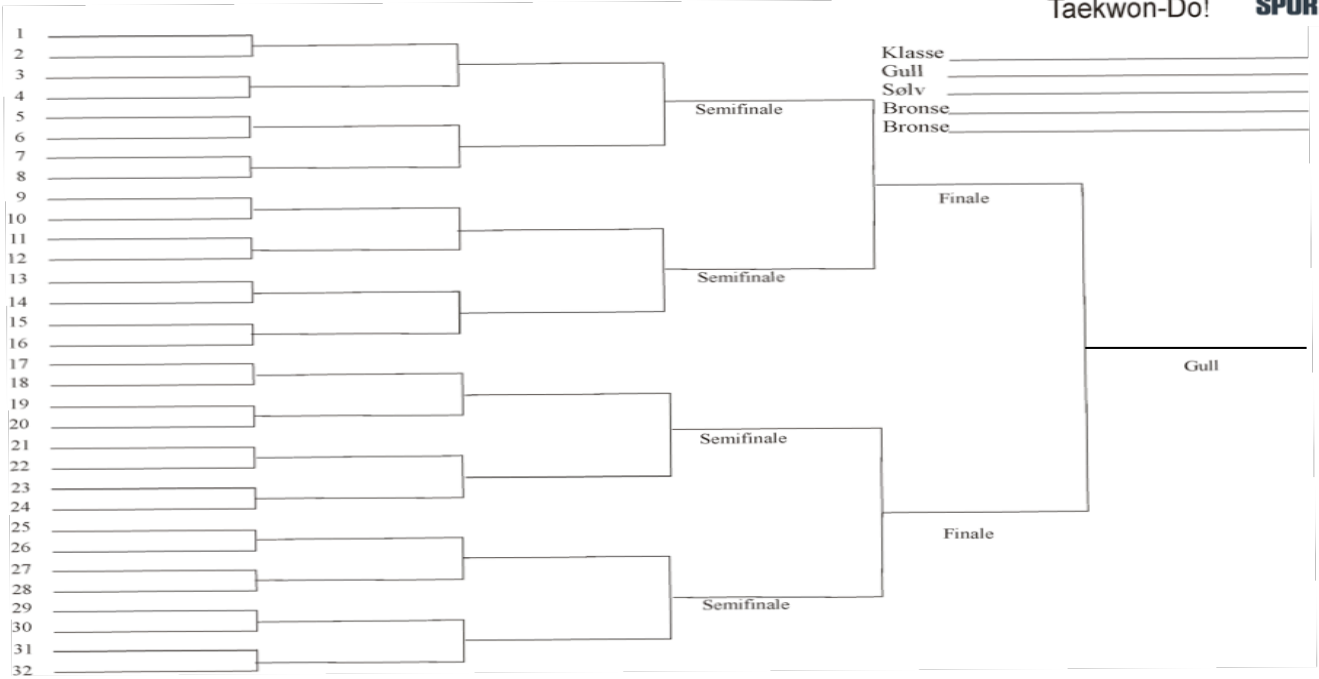 Taekwon-Do! SPUR
1
2
3
4
5
6
7
8
9
10
11
12
13
14
15
16
17
18
19
20
21
22
23
24
25
26
27
28
29
30
31
32
Semifinale
Semifinale
Semifinale
Semifinale
Finale
Finale
Klasse
Gull
Sølv
Bronse
Bronse
Gull